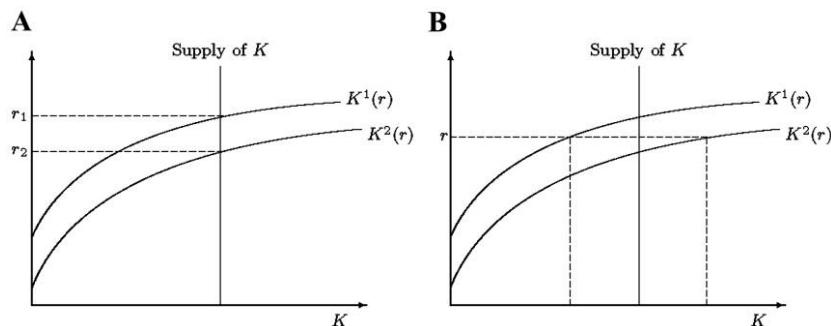 A
Supply of K
r₁
K¹(r)
r₂
K²(r)
K
B
Supply of K
K¹(r)
r
K²(r)
K